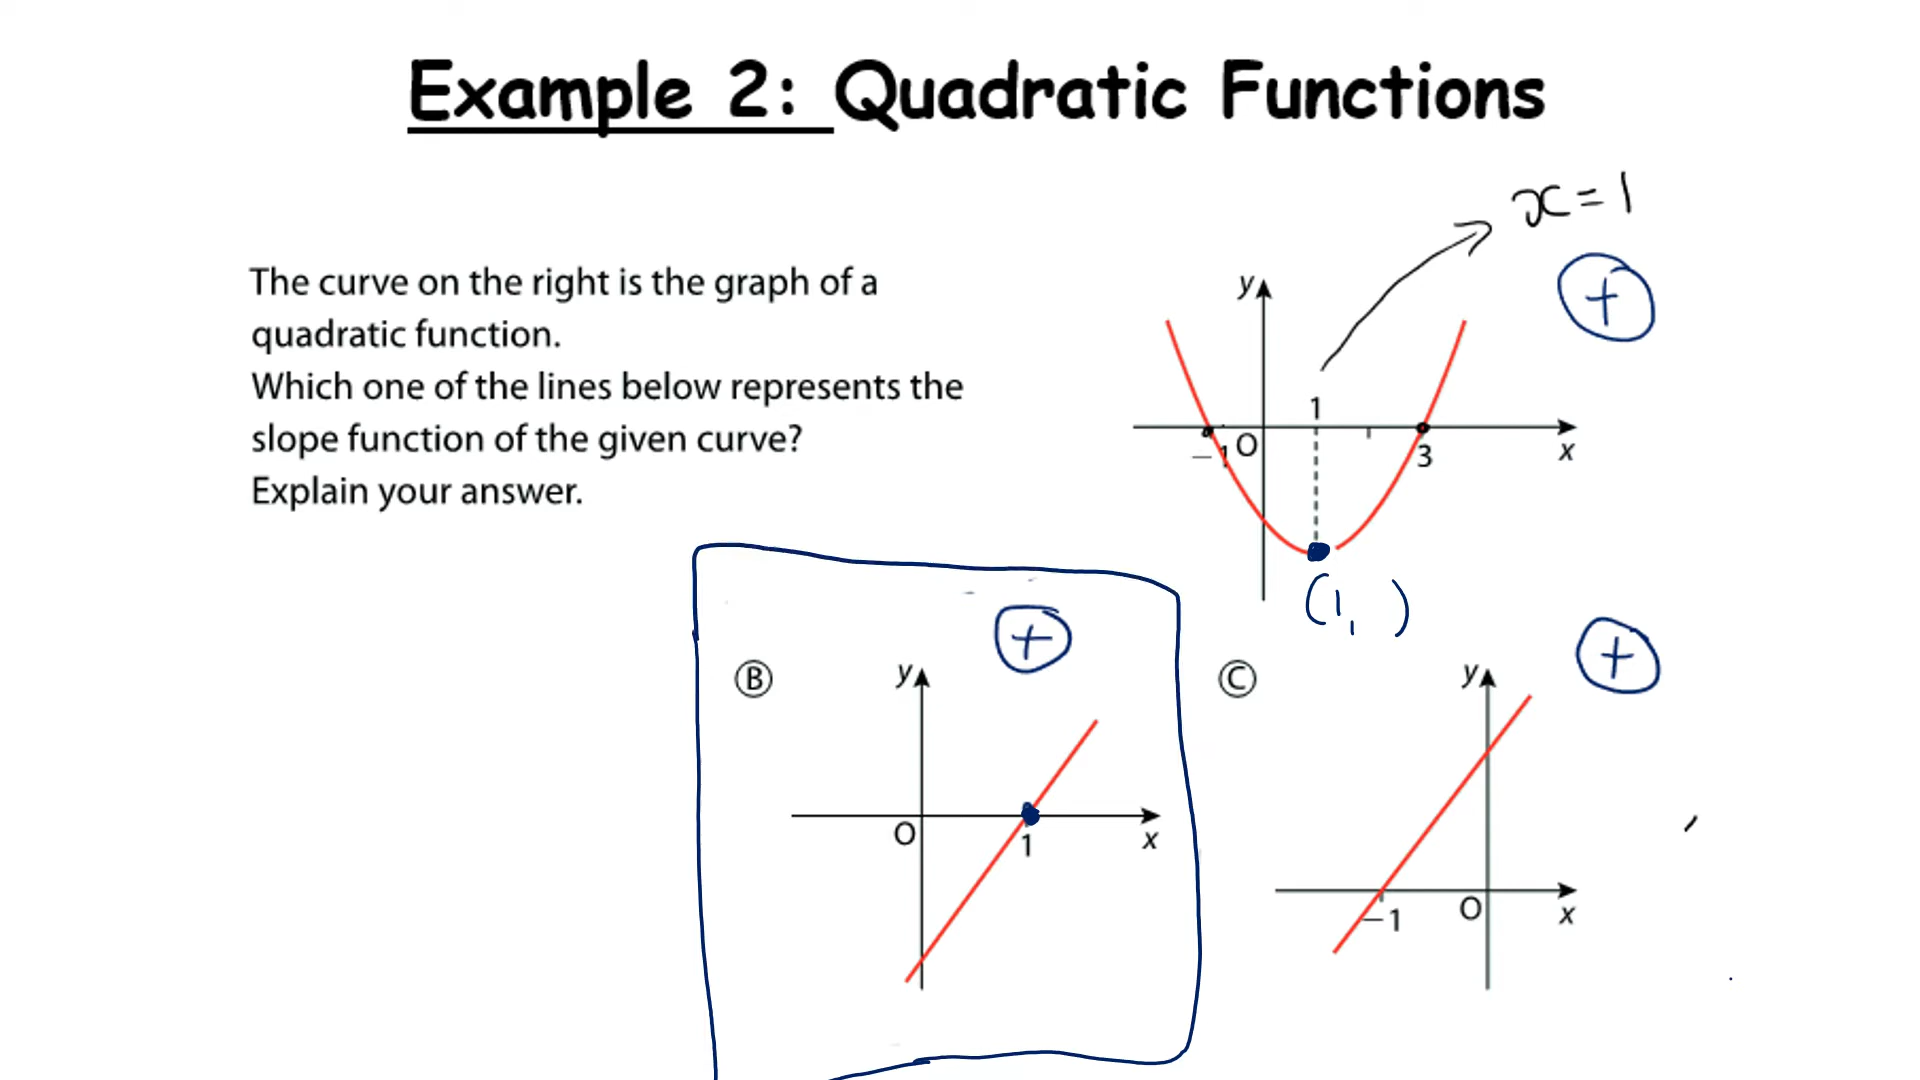 Example 2: Quadratic Functions
x=1
The curve on the right is the graph of a
quadratic function.
Which one of the lines below represents the
slope function of the given curve?
Explain your answer.
y
+
1
−1
O
3
x
(1, )
+
Ⓑ
y
O
1
x
+
Ⓒ
y
−1
O
x